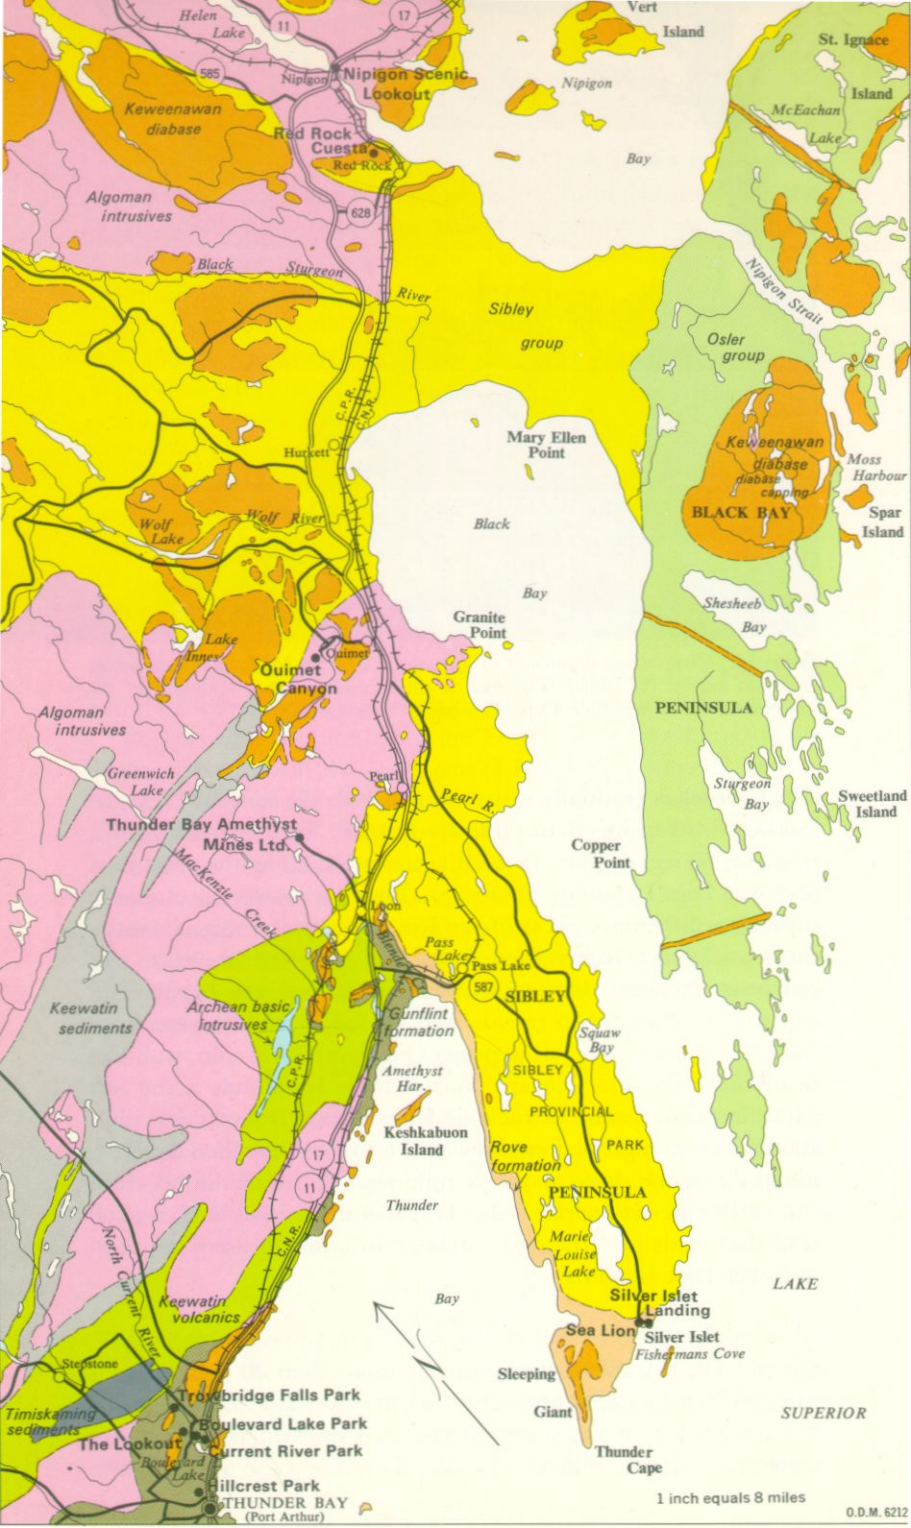 Vert
Island
Helen
Lake
11
17
St. Ignace
Island
585
Nipigon
Nipigon Scenic
Lookout
Nipigon
Bay
McEachan
Lake
Keweenawan
diabase
Red Rock
Cuesta
Red Rock
Algoman
intrusives
628
Black Sturgeon River
Nipigon Strait
Sibley
group
Osler
group
C.P.R.
C.N.R.
Hurkett
Mary Ellen
Point
Keweenawan
diabase
diabase
capping
BLACK BAY
Moss
Harbour
Spar
Island
Wolf
Lake
Wolf River
Black
Bay
Shesheeb
Bay
Granite
Point
Lake
Innes
Ouimet
Ouimet
Canyon
PENINSULA
Algoman
intrusives
Greenwich
Lake
Pearl
Pearl R.
Sturgeon
Bay
Sweetland
Island
Thunder Bay Amethyst
Mines Ltd.
Copper
Point
MacKenzie
Creek
Loon
Blend
Pass
Lake
Pass Lake
587
SIBLEY
Keewatin
sediments
Archean basic
intrusives
Gunflint
formation
Squaw
Bay
C.P.R.
Amethyst
Har.
SIBLEY
PROVINCIAL
PARK
Keshkabuon
Island
Rove
formation
17
11
PENINSULA
Thunder
Bay
C.N.R.
Marie
Louise
Lake
North Current River
LAKE
SUPERIOR
Keewatin
volcanics
Silver Islet
Landing
Sea Lion
Silver Islet
Fishermans Cove
N
Stepstone
Sleeping
Giant
Trowbridge Falls Park
Timiskaming
sediments
Boulevard Lake Park
The Lookout
Current River Park
Boulevard
Lake
Thunder
Cape
Hillcrest Park
THUNDER BAY
(Port Arthur)
1 inch equals 8 miles
O.D.M. 6212